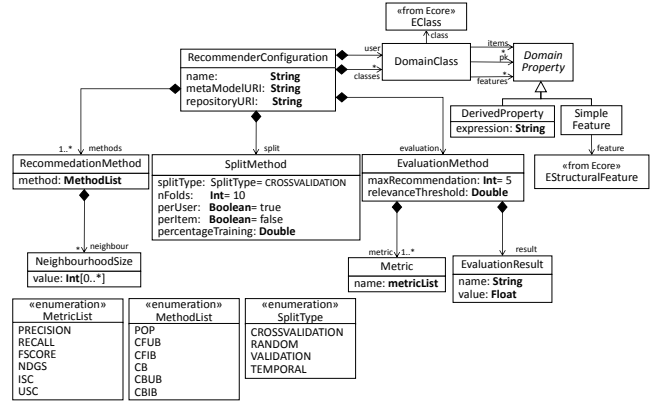 «from Ecore»
EClass
class
RecommenderConfiguration
name: String
metaModelURI: String
repositoryURI: String
user
*
classes
DomainClass
items
*
pk
*
features
Domain
Property
DerivedProperty
expression: String
Simple
Feature
feature
«from Ecore»
EStructuralFeature
1..* methods
split
evaluation
RecommedationMethod
method: MethodList
SplitMethod
splitType: SplitType= CROSSVALIDATION
nFolds: Int= 10
perUser: Boolean= true
perItem: Boolean= false
percentageTraining: Double
EvaluationMethod
maxRecommendation: Int= 5
relevanceThreshold: Double
* neighbour
NeighbourhoodSize
value: Int[0..*]
metric 1..*
Metric
name: metricList
result
EvaluationResult
name: String
value: Float
«enumeration»
MetricList
PRECISION
RECALL
FSCORE
NDGS
ISC
USC
«enumeration»
MethodList
POP
CFUB
CFIB
CB
CBUB
CBIB
«enumeration»
SplitType
CROSSVALIDATION
RANDOM
VALIDATION
TEMPORAL